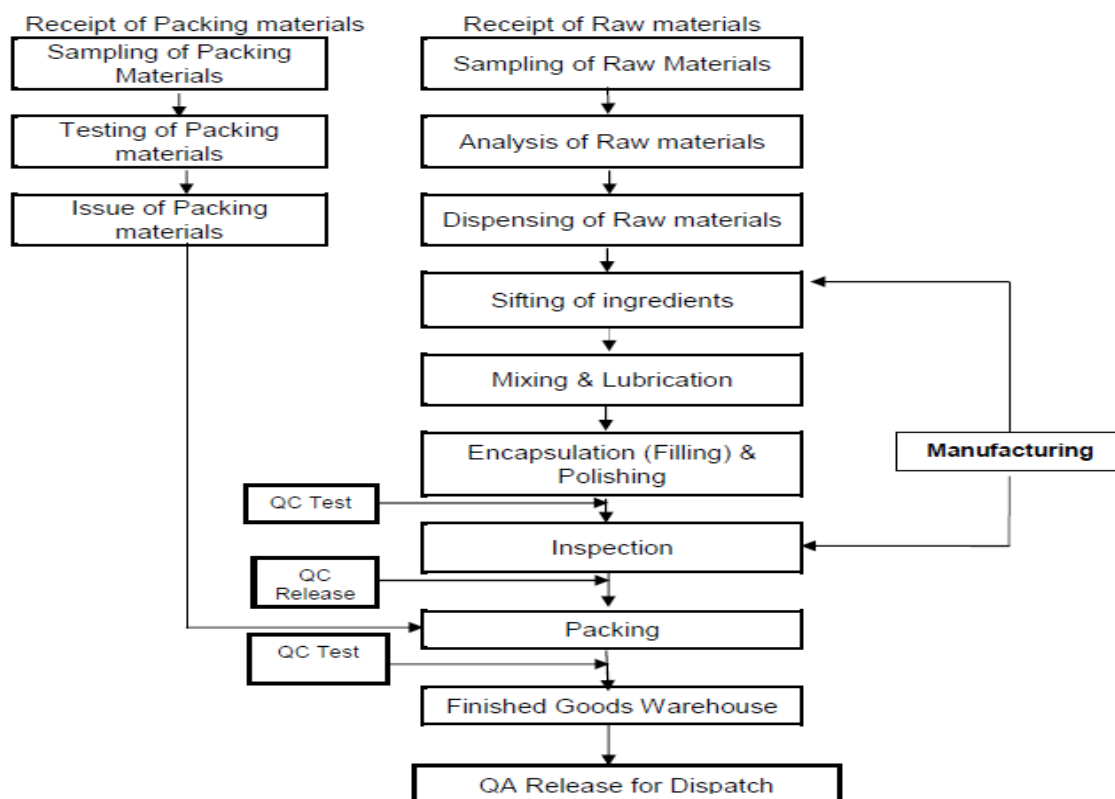 Receipt of Packing materials
Sampling of Packing
Materials
Testing of Packing
materials
Issue of Packing
materials
Receipt of Raw materials
Sampling of Raw Materials
Analysis of Raw materials
Dispensing of Raw materials
Sifting of ingredients
Mixing & Lubrication
Encapsulation (Filling) &
Polishing
Manufacturing
QC Test
Inspection
QC
Release
Packing
QC Test
Finished Goods Warehouse
QA Release for Dispatch